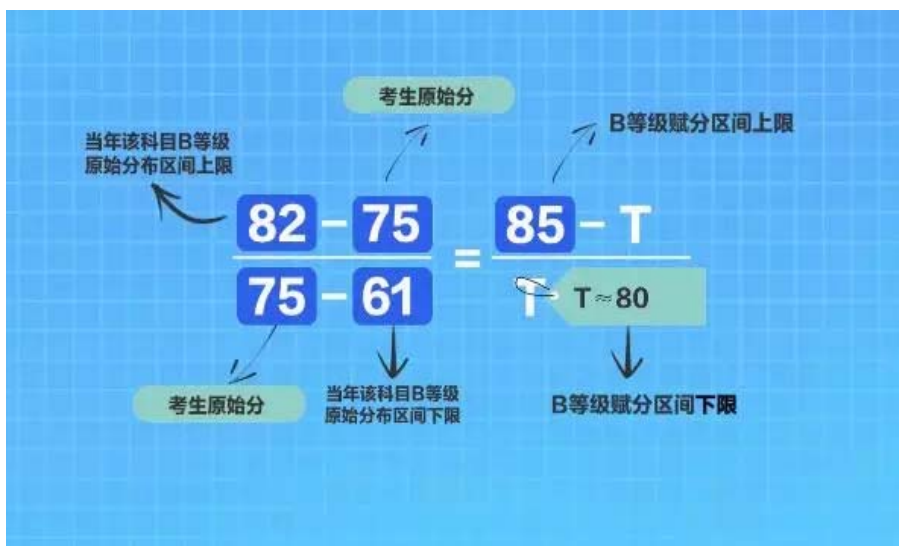 考生原始分
B等级赋分区间上限
当年该科目B等级
原始分布区间上限
82-75
85-T
=
75-61
T
T≈80
考生原始分
当年该科目B等级
原始分布区间下限
B等级赋分区间下限